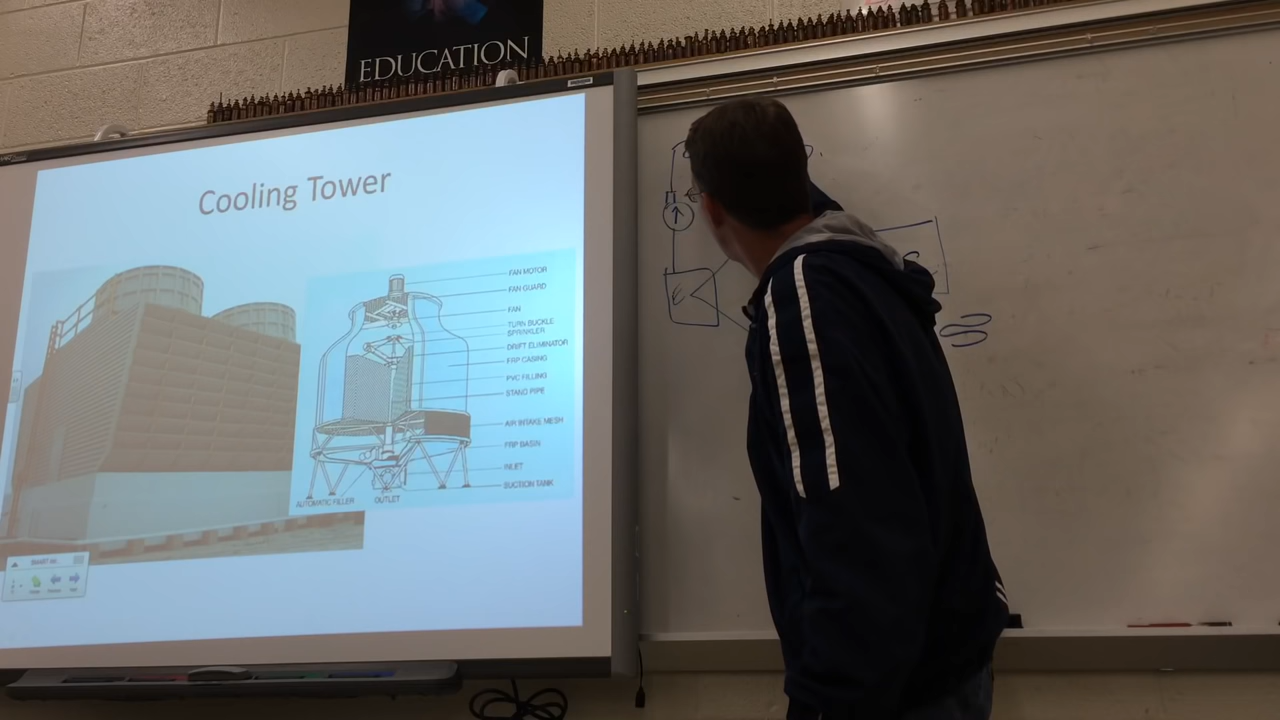 EDUCATION
Cooling Tower
FAN MOTOR
FAN GUARD
FAN
TURN BUCKLE
SPRINKLER
DRIFT ELIMINATOR
FRP CASING
PVC FILLING
STAND PIPE
AIR INTAKE MESH
FRP BASIN
INLET
SUCTION TANK
AUTOMATIC FILLER
OUTLET